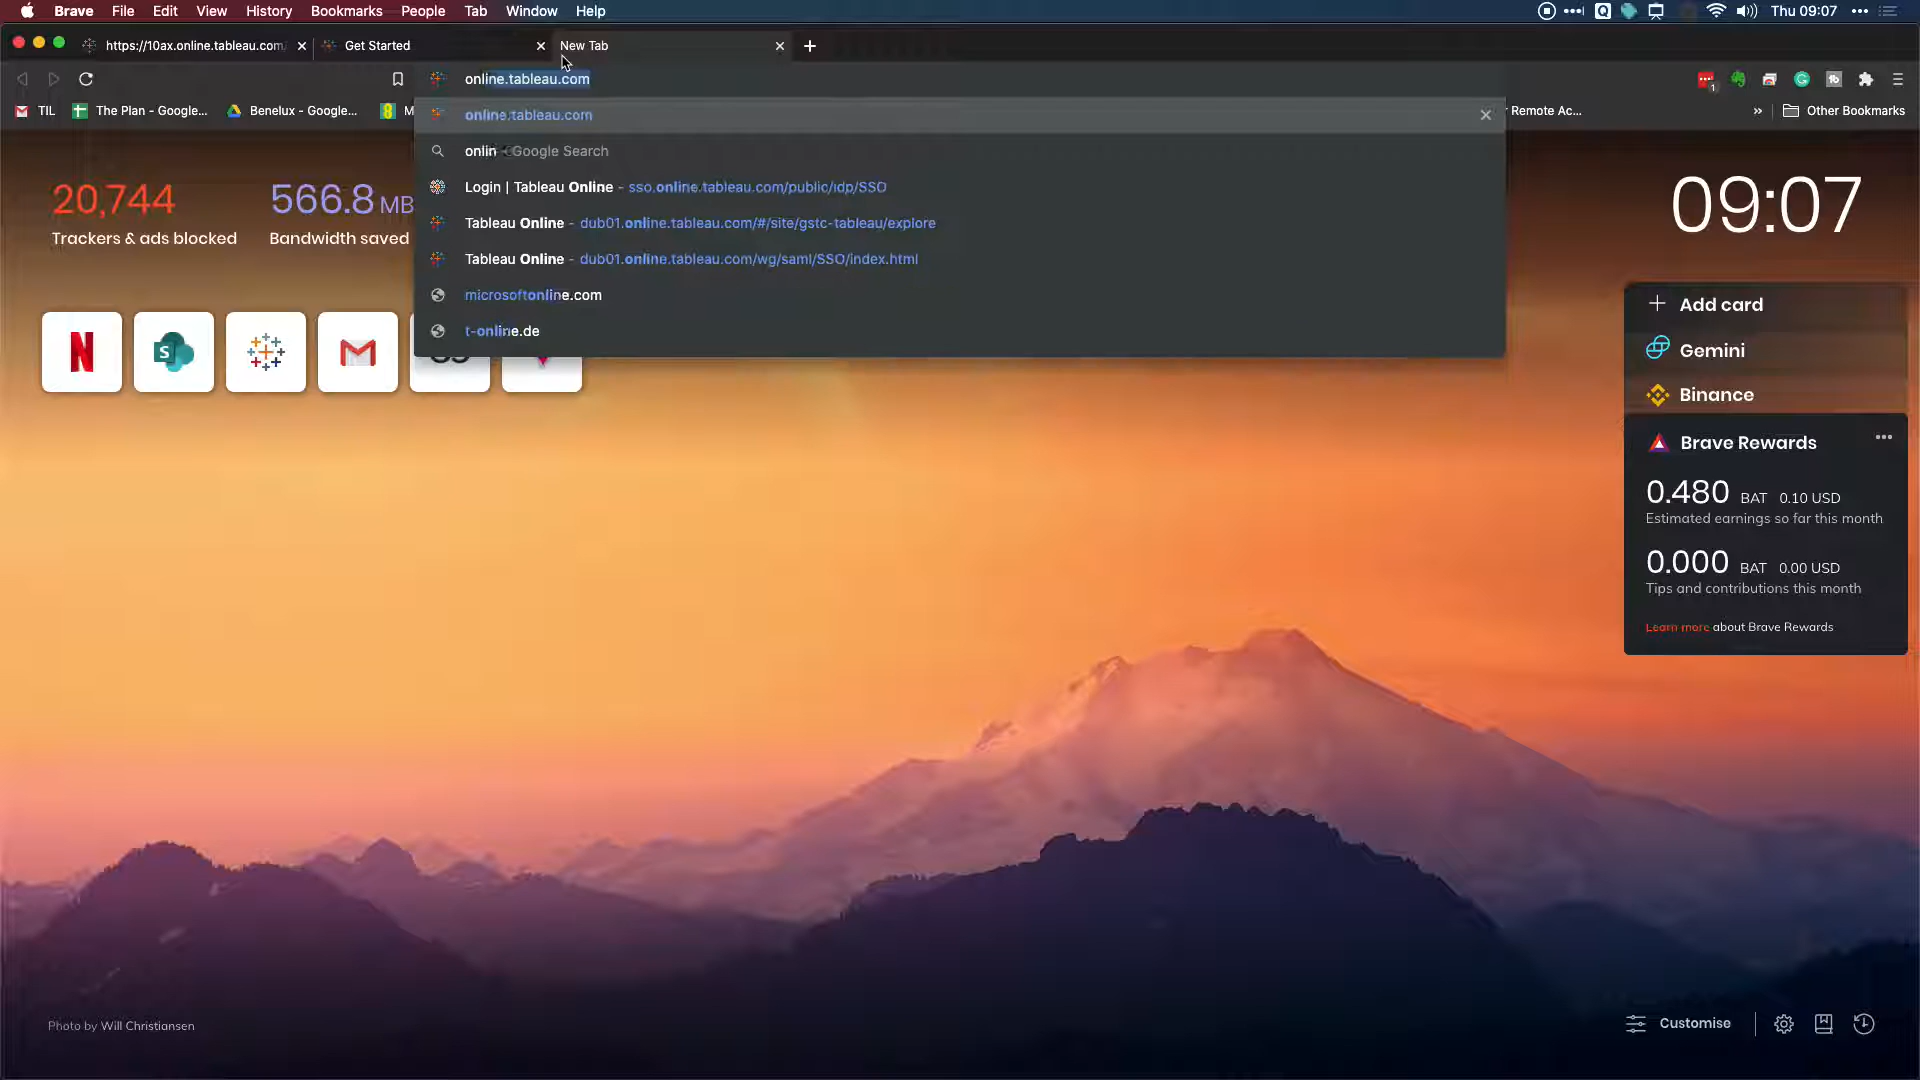 Brave File Edit View History Bookmarks People Tab Window Help
Thu 09:07
https://10ax.online.tableau.com
Get Started
New Tab
online.tableau.com
TIL
The Plan - Google...
Benelux - Google...
M
r Remote Ac...
»
Other Bookmarks
online.tableau.com
onlin - Google Search
Login | Tableau Online - sso.online.tableau.com/public/idp/SSO
Tableau Online - dub01.online.tableau.com/#/site/gstc-tableau/explore
Tableau Online - dub01.online.tableau.com/wg/saml/SSO/index.html
microsoftonline.com
t-online.de
20,744
Trackers & ads blocked
566.8 MB
Bandwidth saved
09:07
Add card
Gemini
Binance
Brave Rewards
0.480 BAT 0.10 USD
Estimated earnings so far this month
0.000 BAT 0.00 USD
Tips and contributions this month
Learn more about Brave Rewards
Photo by Will Christiansen
Customise